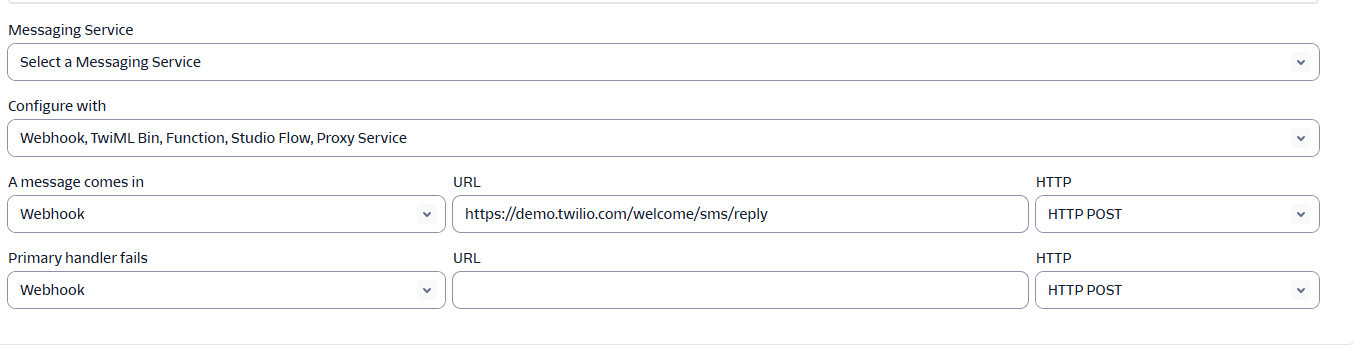 Messaging Service
Select a Messaging Service
Configure with
Webhook, TwiML Bin, Function, Studio Flow, Proxy Service
A message comes in URL HTTP
Webhook https://demo.twilio.com/welcome/sms/reply HTTP POST
Primary handler fails URL HTTP
Webhook HTTP POST